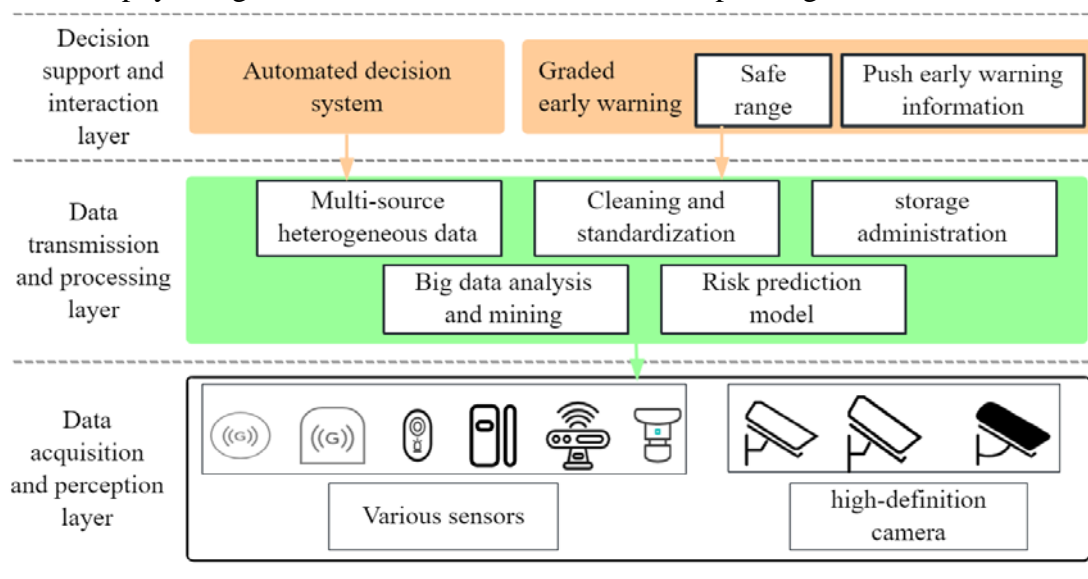 Decision
support and
interaction
layer
Automated decision
system
Graded
early warning
Safe
range
Push early warning
information
Data
transmission
and processing
layer
Multi-source
heterogeneous data
Cleaning and
standardization
storage
administration
Big data analysis
and mining
Risk prediction
model
Data
acquisition
and perception
layer
((G))
((G))
Various sensors
high-definition
camera